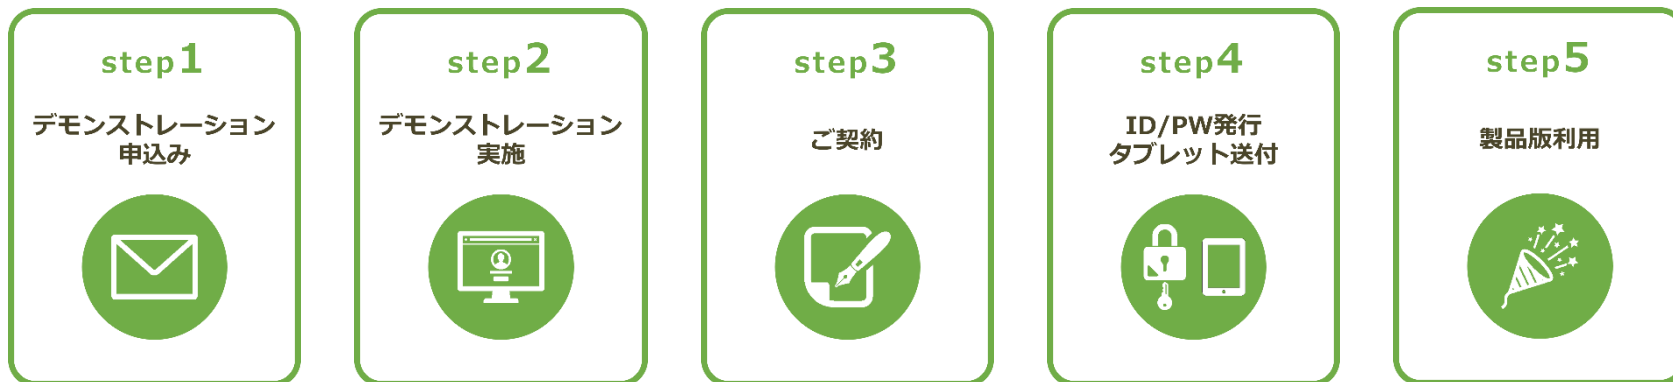 step1
デモンストレーション
申込み
step2
デモンストレーション
実施
step3
ご契約
step4
ID/PW発行
タブレット送付
step5
製品版利用